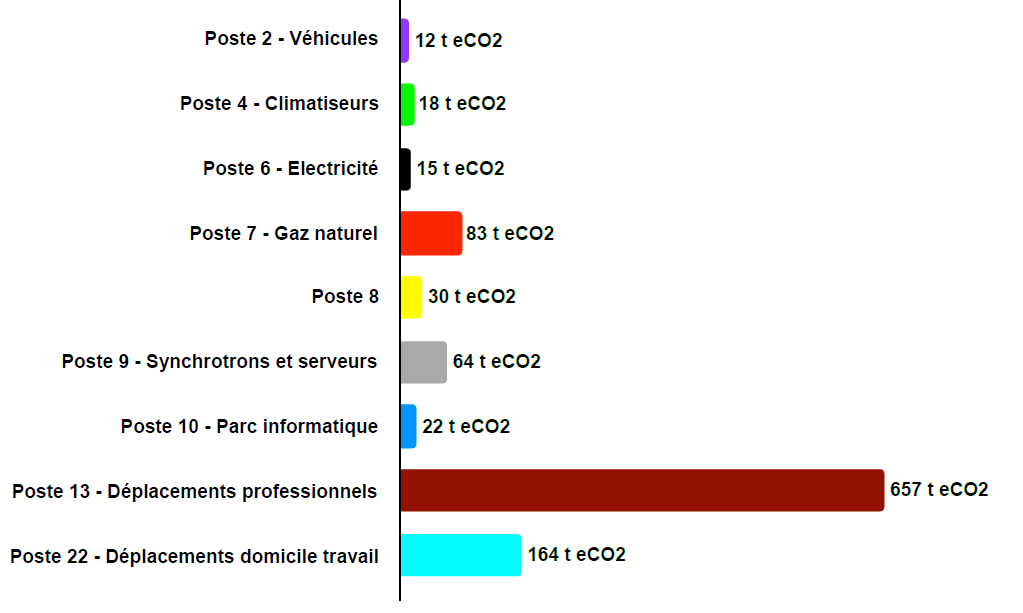 Poste 2 - Véhicules 12 t eCO2
Poste 4 - Climatiseurs 18 t eCO2
Poste 6 - Electricité 15 t eCO2
Poste 7 - Gaz naturel 83 t eCO2
Poste 8 30 t eCO2
Poste 9 - Synchrotrons et serveurs 64 t eCO2
Poste 10 - Parc informatique 22 t eCO2
Poste 13 - Déplacements professionnels 657 t eCO2
Poste 22 - Déplacements domicile travail 164 t eCO2